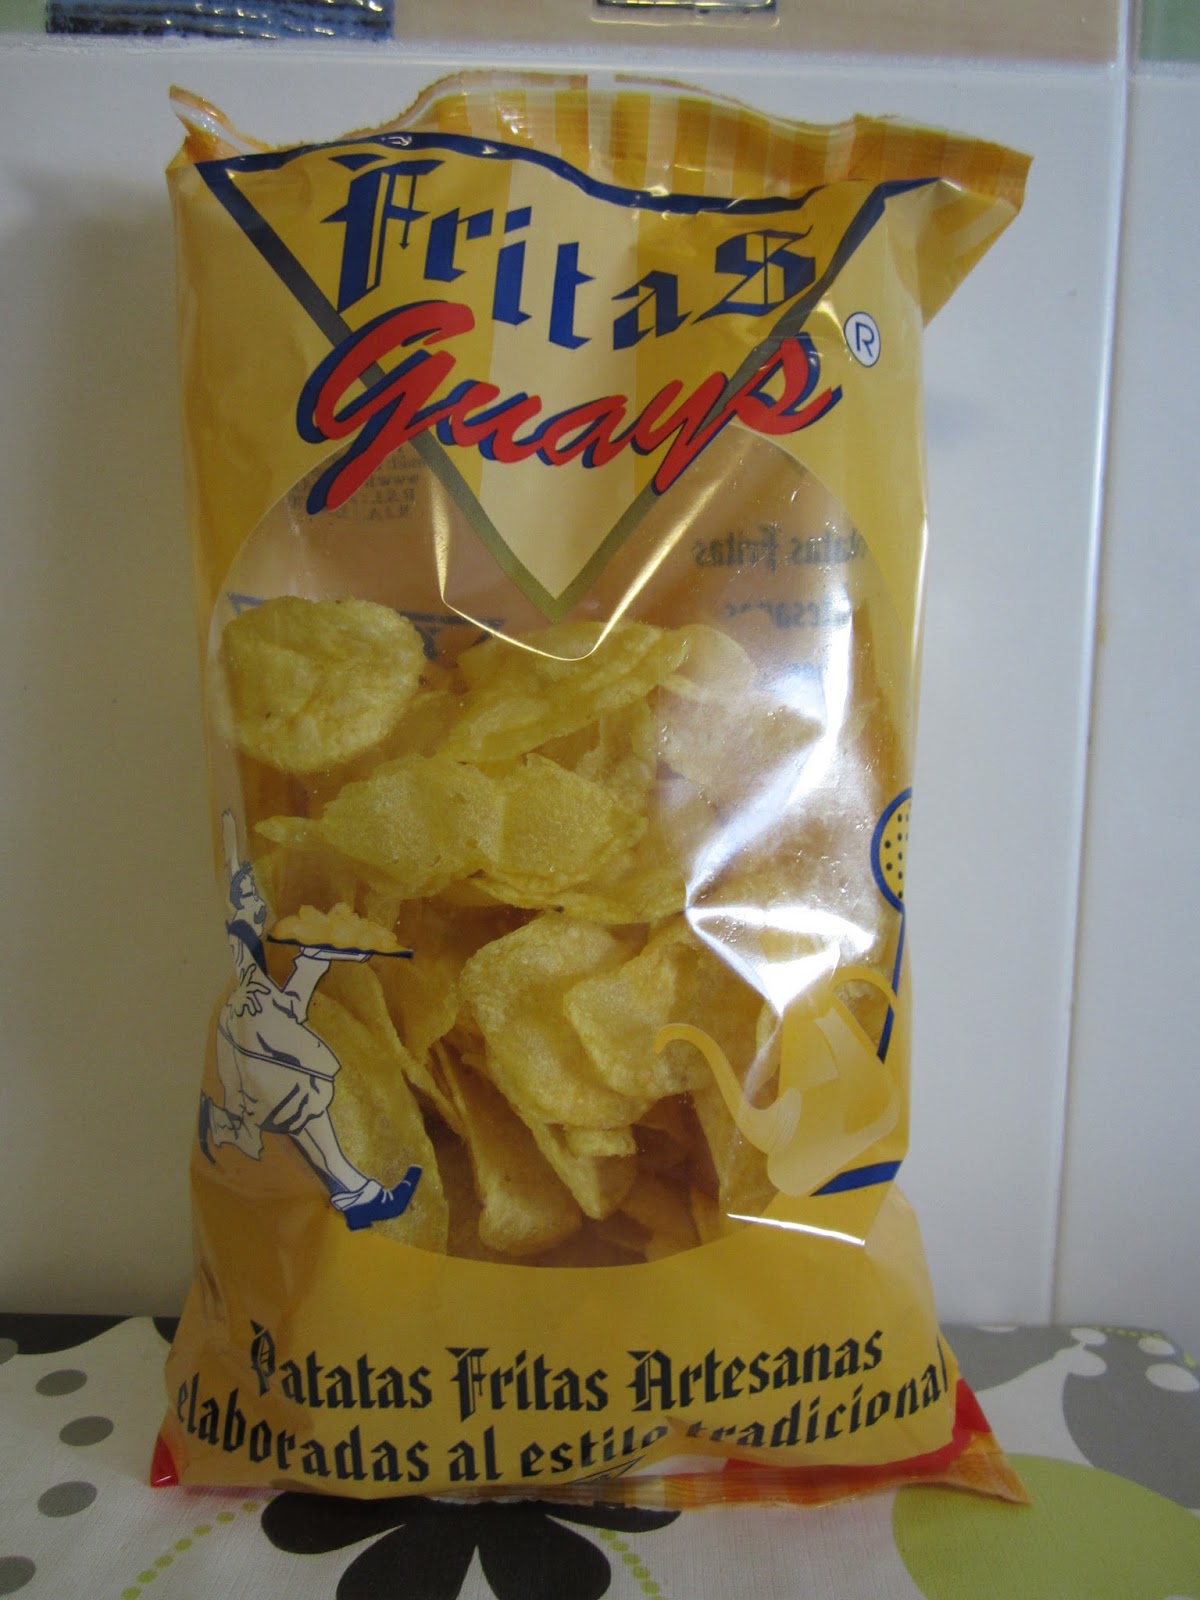 Fritas
Guays
®
Patatas Fritas Artesanas
elaboradas al estilo tradicional